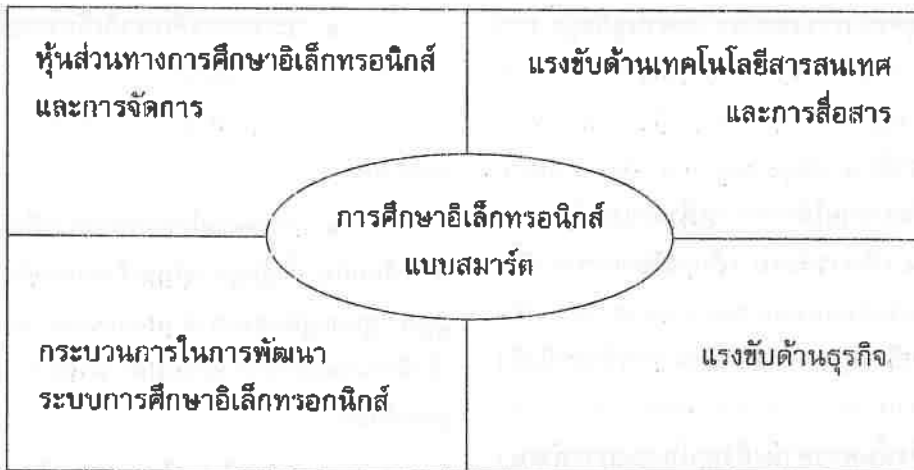 หุ้นส่วนทางการศึกษาอิเล็กทรอนิกส์
และการจัดการ
แรงขับด้านเทคโนโลยีสารสนเทศ
และการสื่อสาร
การศึกษาอิเล็กทรอนิกส์
แบบสมาร์ต
กระบวนการในการพัฒนา
ระบบการศึกษาอิเล็กทรอกนิกส์
แรงขับด้านธุรกิจ